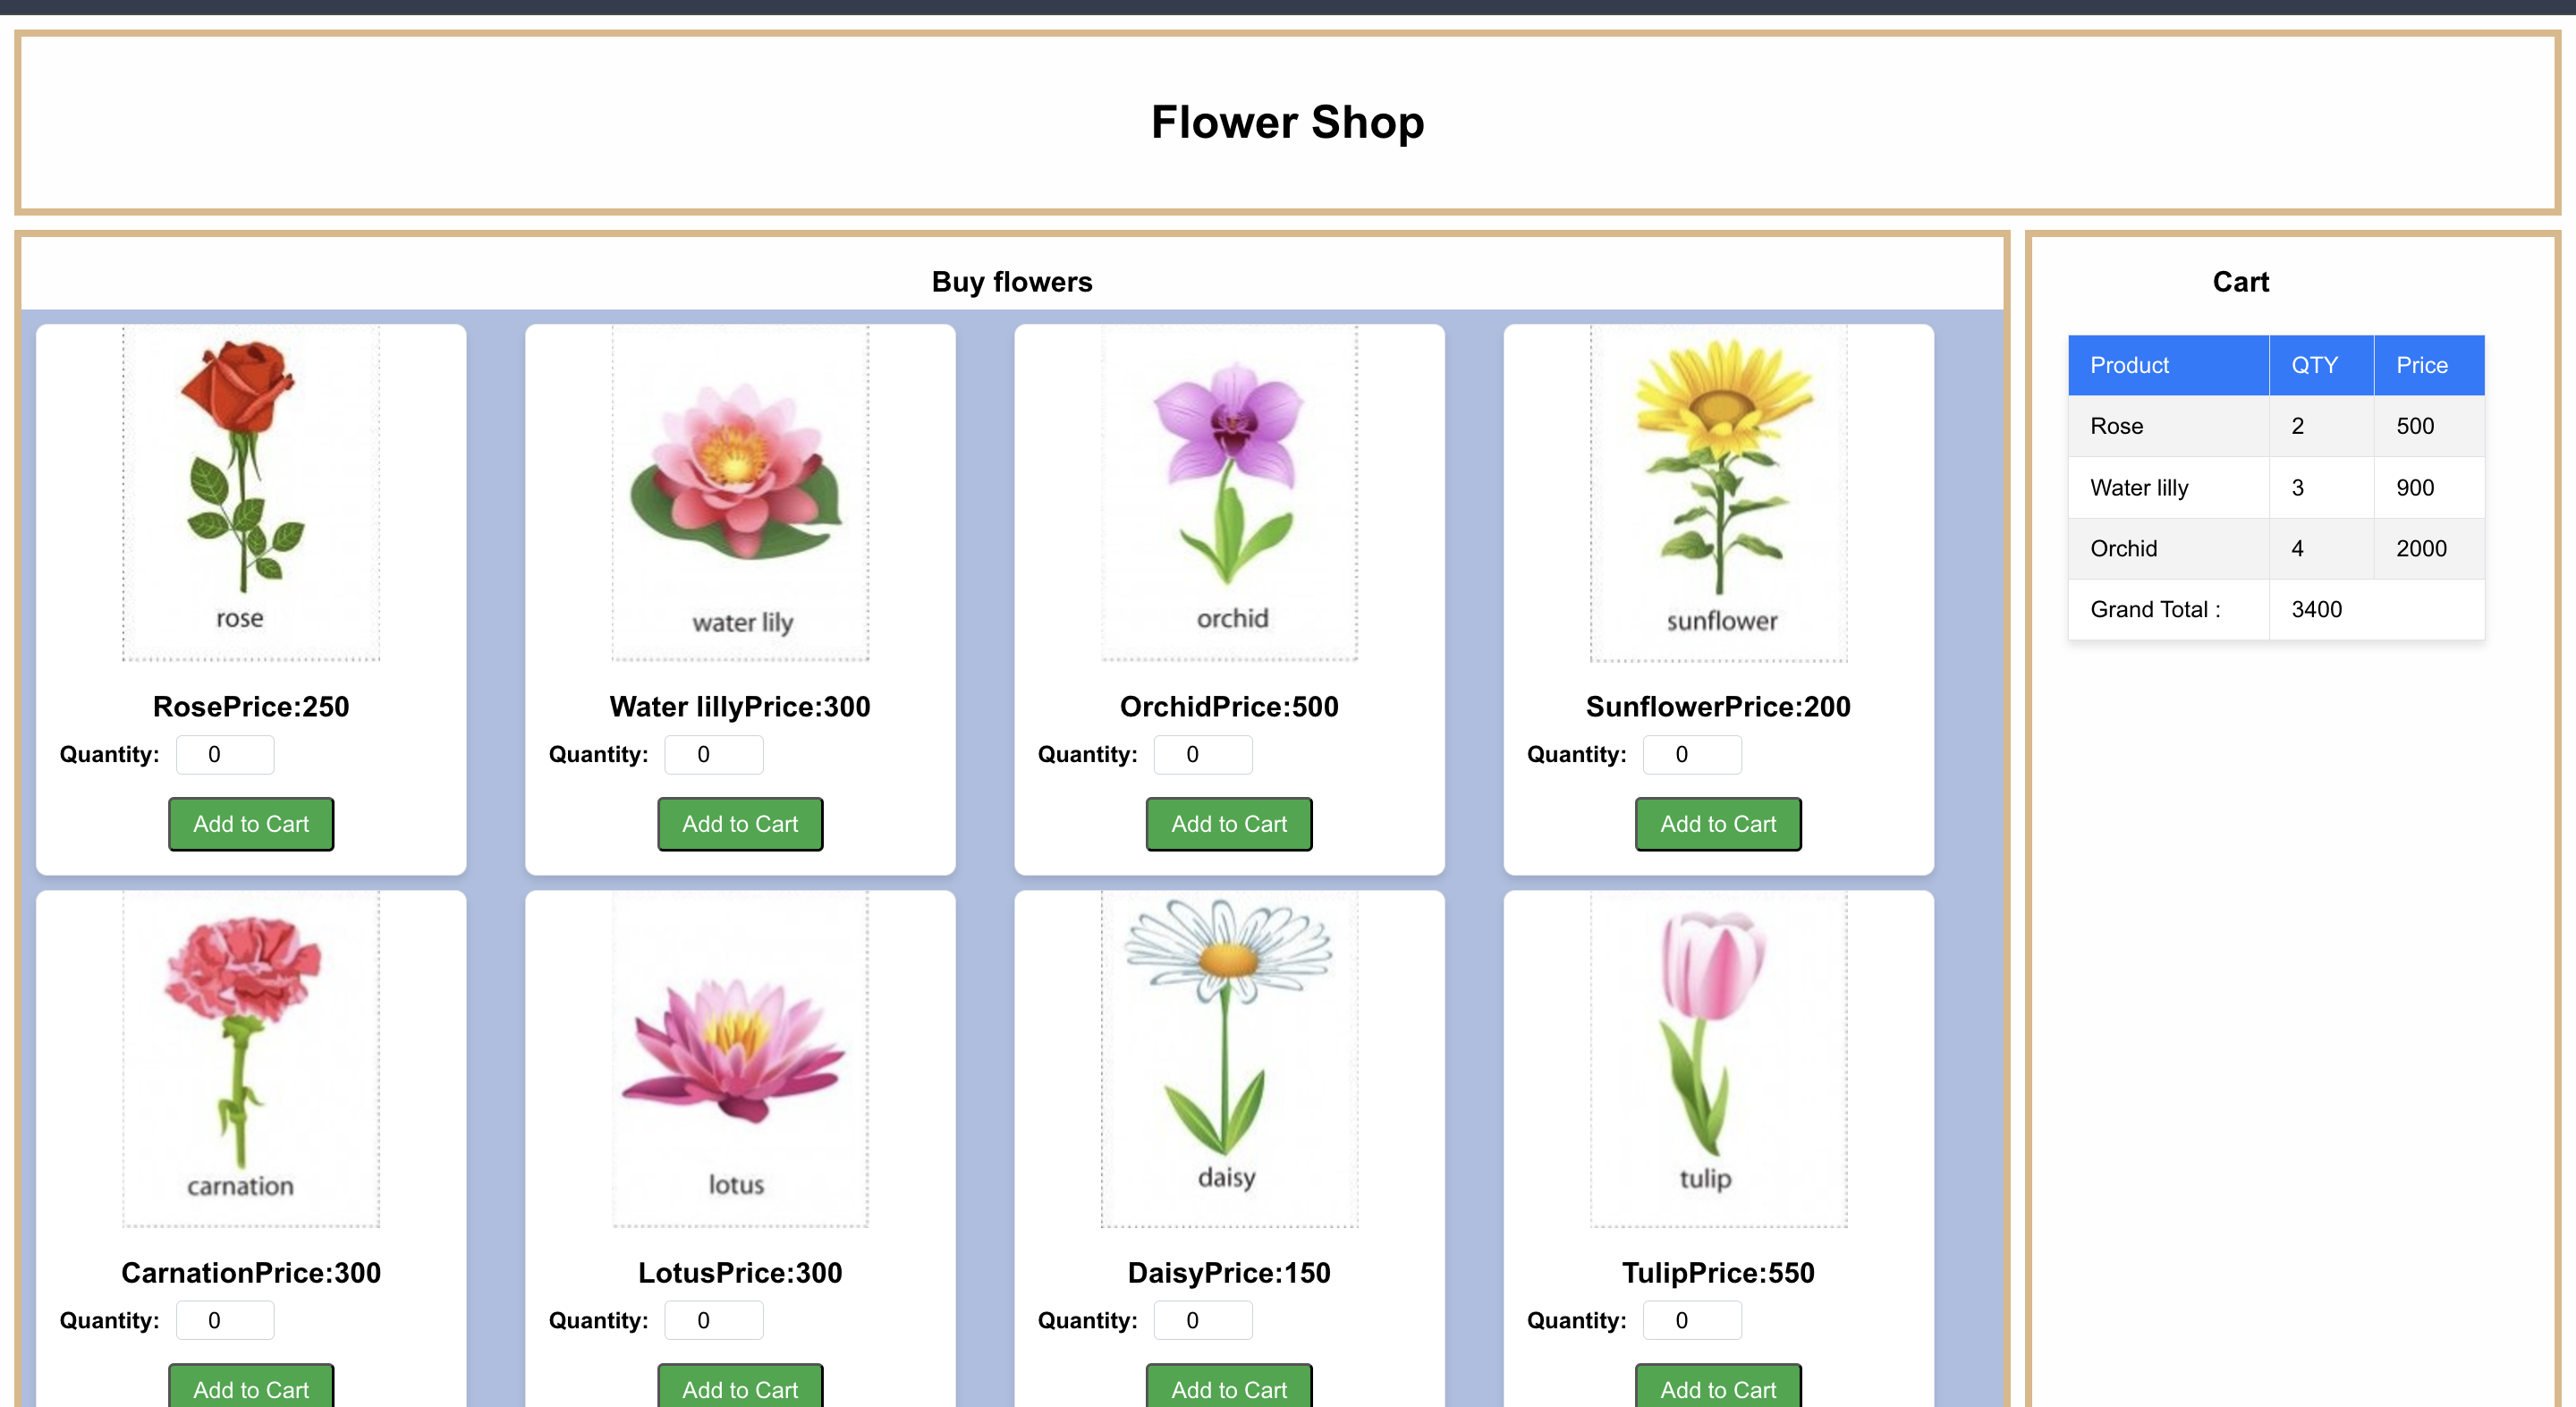 Flower Shop
Buy flowers
rose
water lily
orchid
sunflower
RosePrice:250
Water lillyPrice:300
OrchidPrice:500
SunflowerPrice:200
Quantity: 0
Quantity: 0
Quantity: 0
Quantity: 0
Add to Cart
Add to Cart
Add to Cart
Add to Cart
carnation
lotus
daisy
tulip
CarnationPrice:300
LotusPrice:300
DaisyPrice:150
TulipPrice:550
Quantity: 0
Quantity: 0
Quantity: 0
Quantity: 0
Add to Cart
Add to Cart
Add to Cart
Add to Cart
Cart
Product QTY Price
Rose 2 500
Water lilly 3 900
Orchid 4 2000
Grand Total : 3400